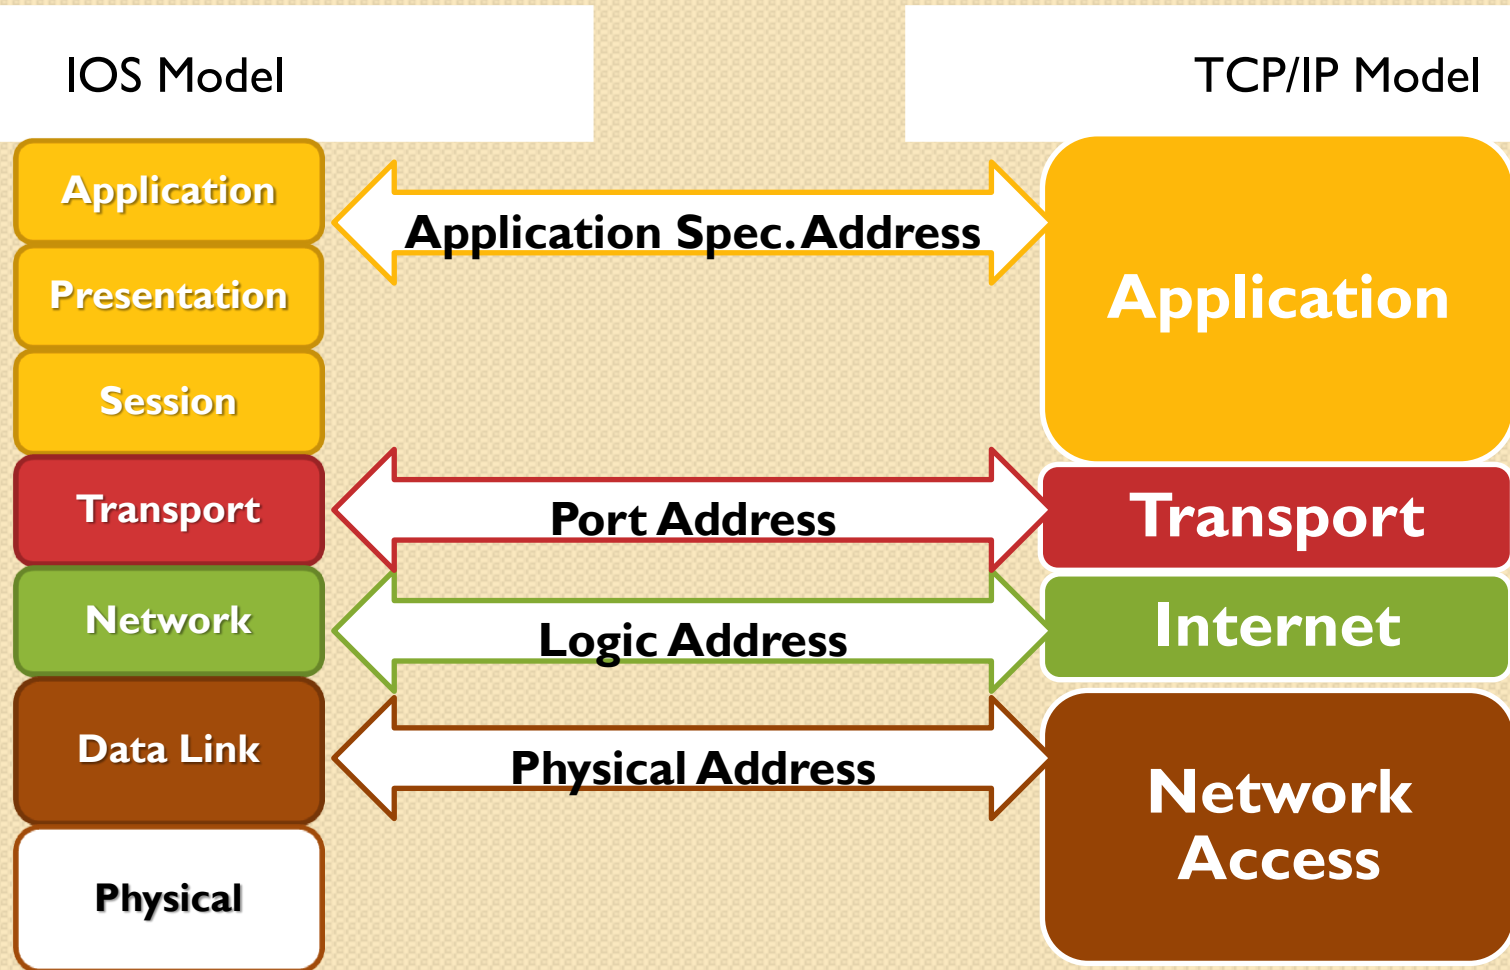 IOS Model
TCP/IP Model
Application
Presentation
Session
Transport
Network
Data Link
Physical
Application Spec. Address
Port Address
Logic Address
Physical Address
Application
Transport
Internet
Network
Access